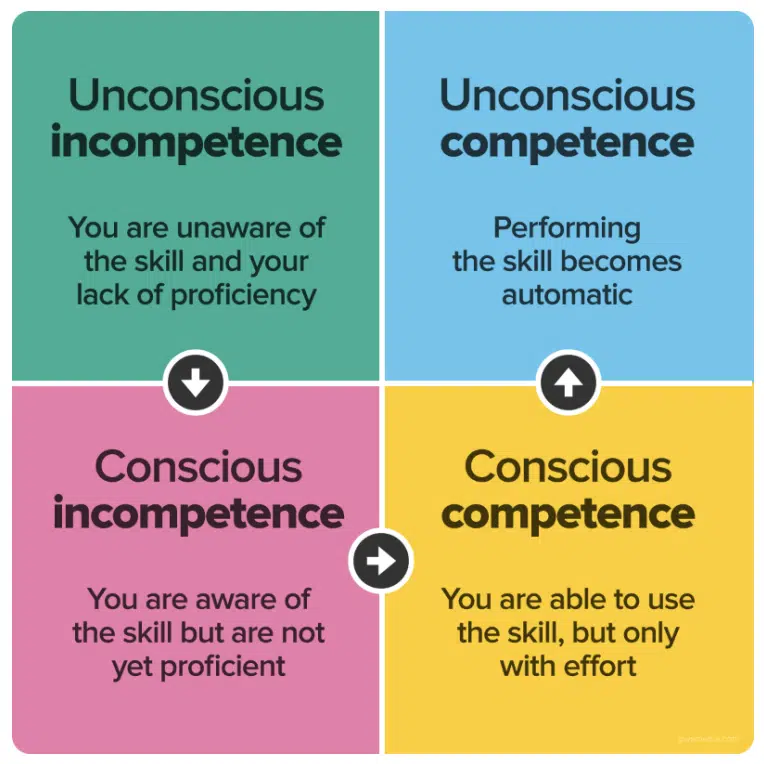 Unconscious
incompetence
You are unaware of
the skill and your
lack of proficiency
Unconscious
competence
Performing
the skill becomes
automatic
Conscious
incompetence
You are aware of
the skill but are not
yet proficient
Conscious
competence
You are able to use
the skill, but only
with effort